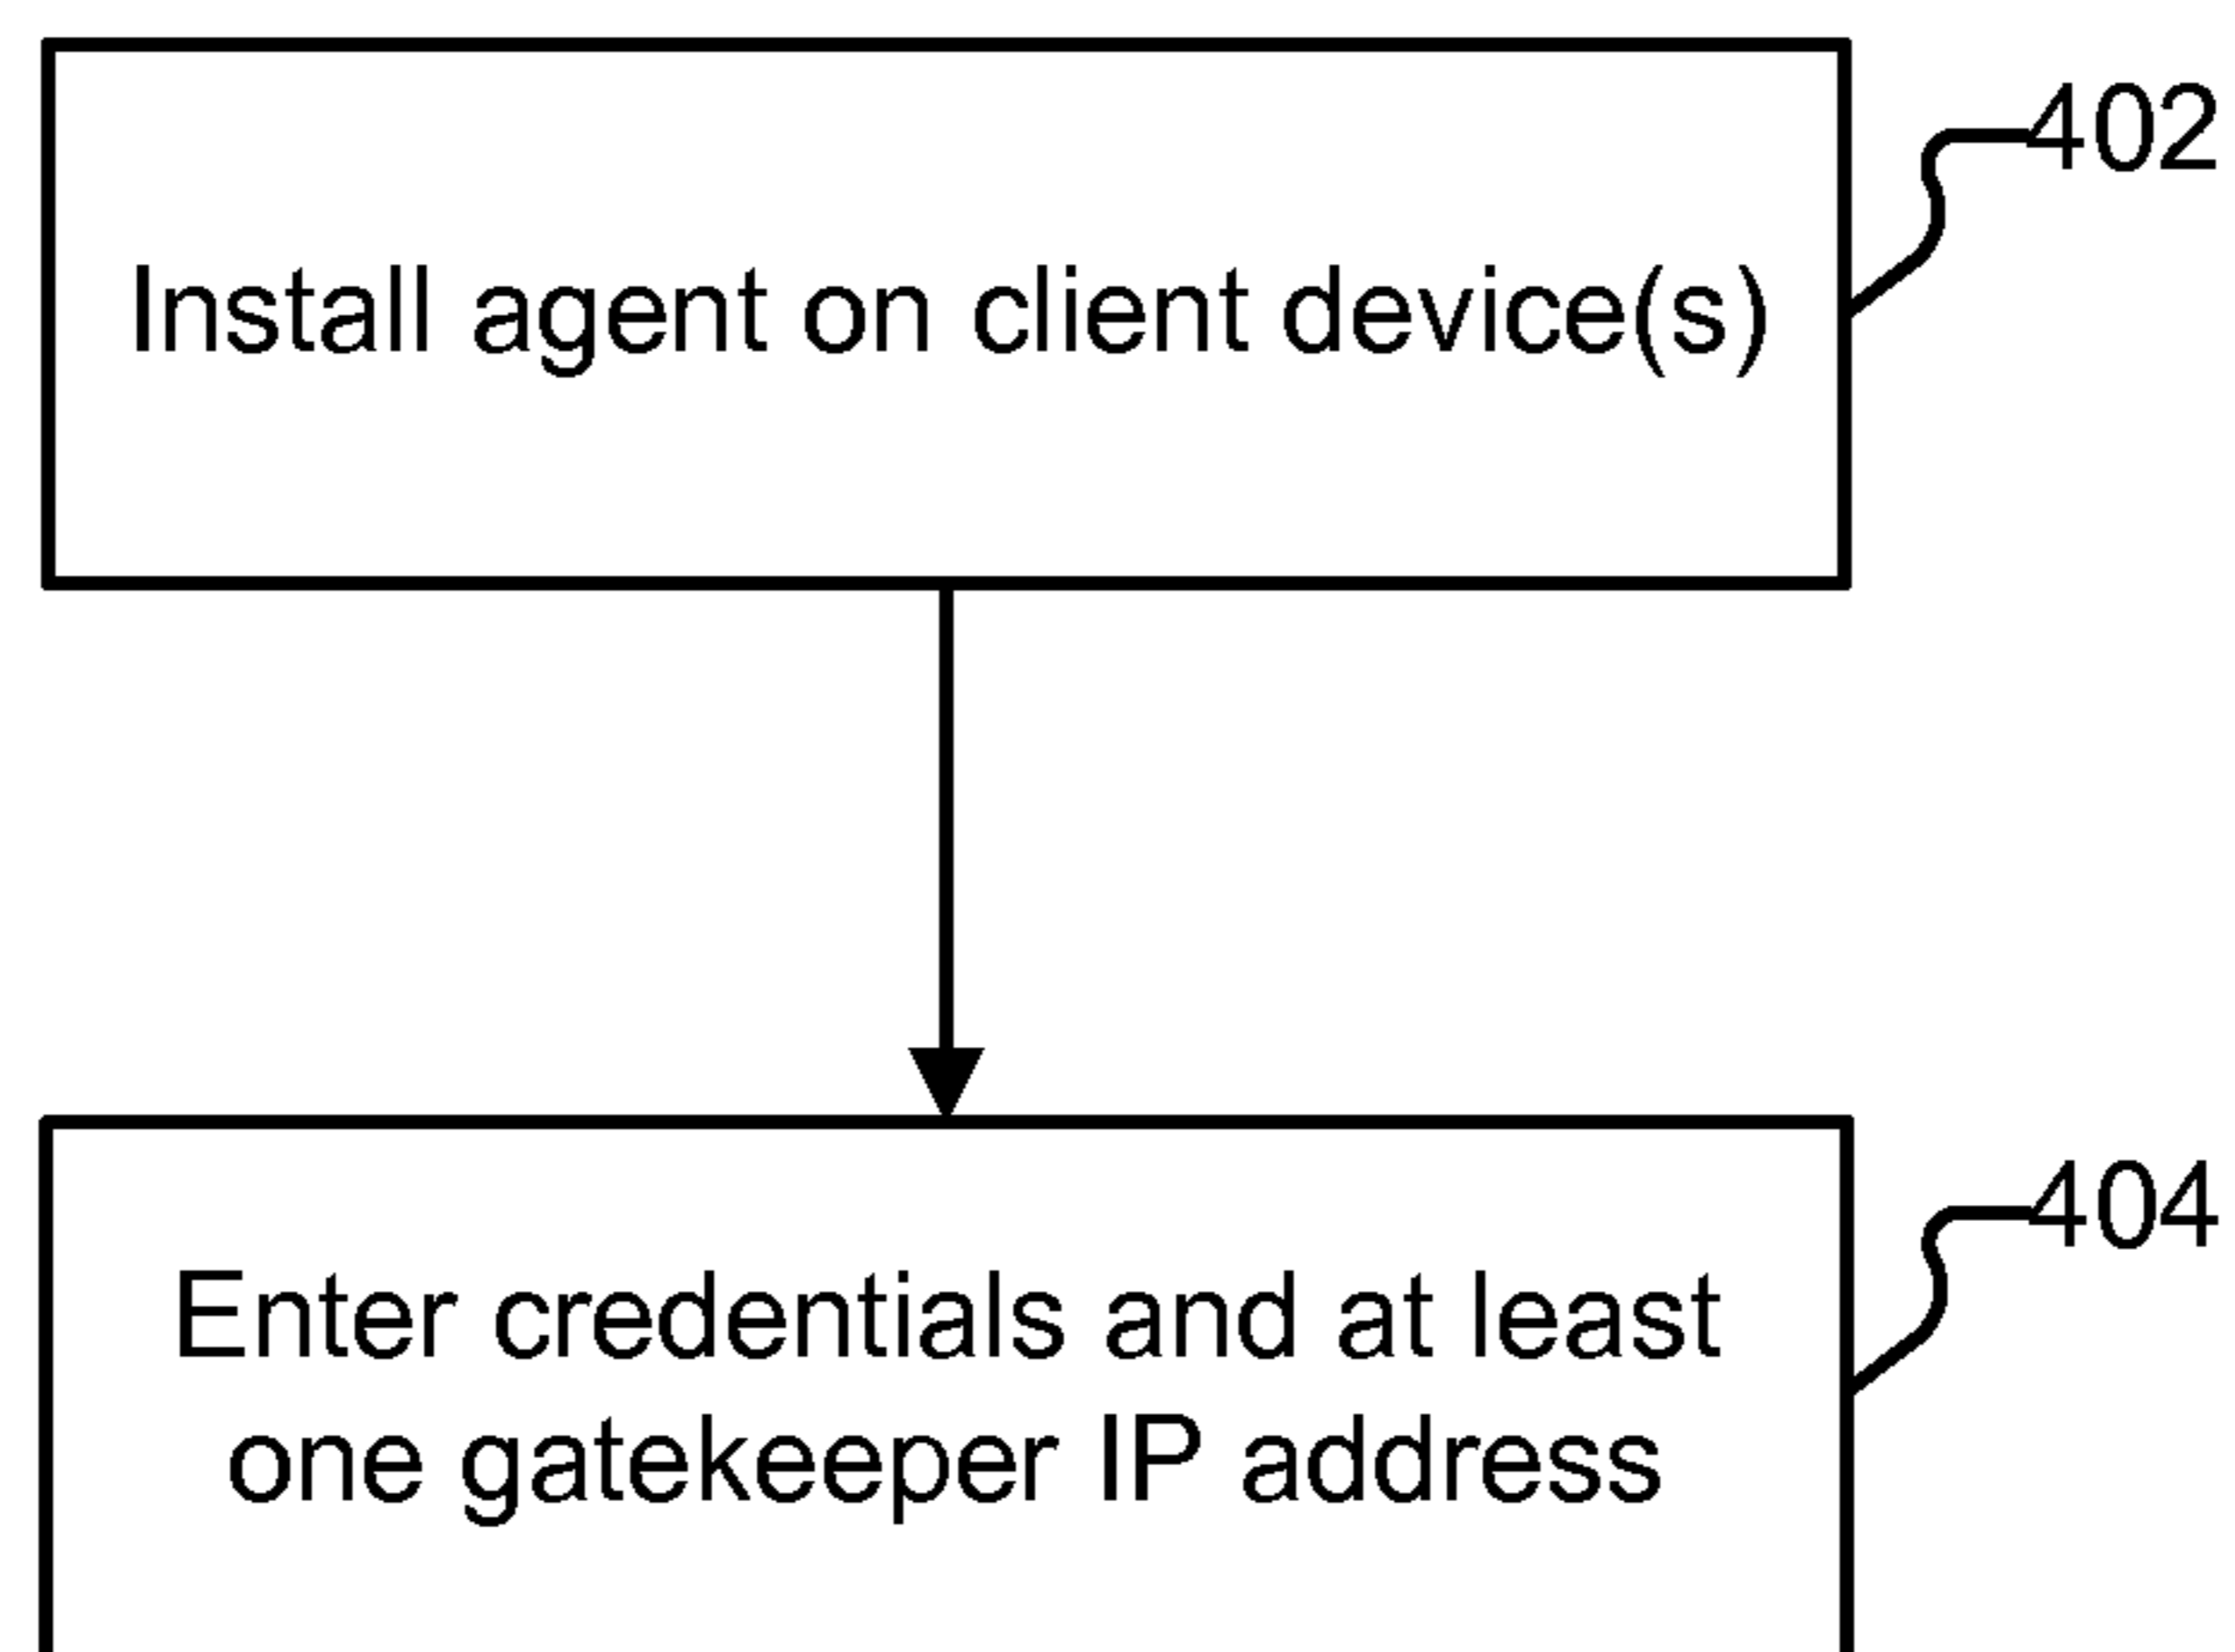 402
Install agent on client device(s)
404
Enter credentials and at least
one gatekeeper IP address